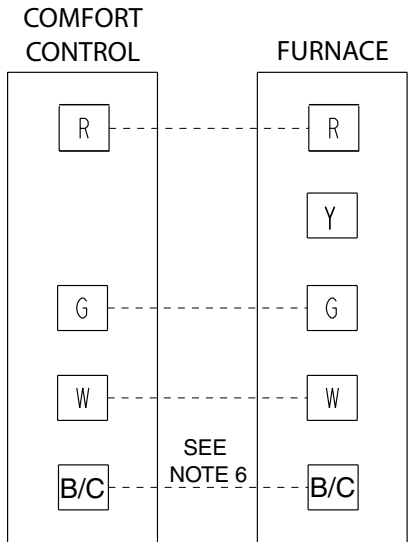 COMFORT
CONTROL
FURNACE
R
R
Y
G
G
W
W
SEE
NOTE 6
B/C
B/C